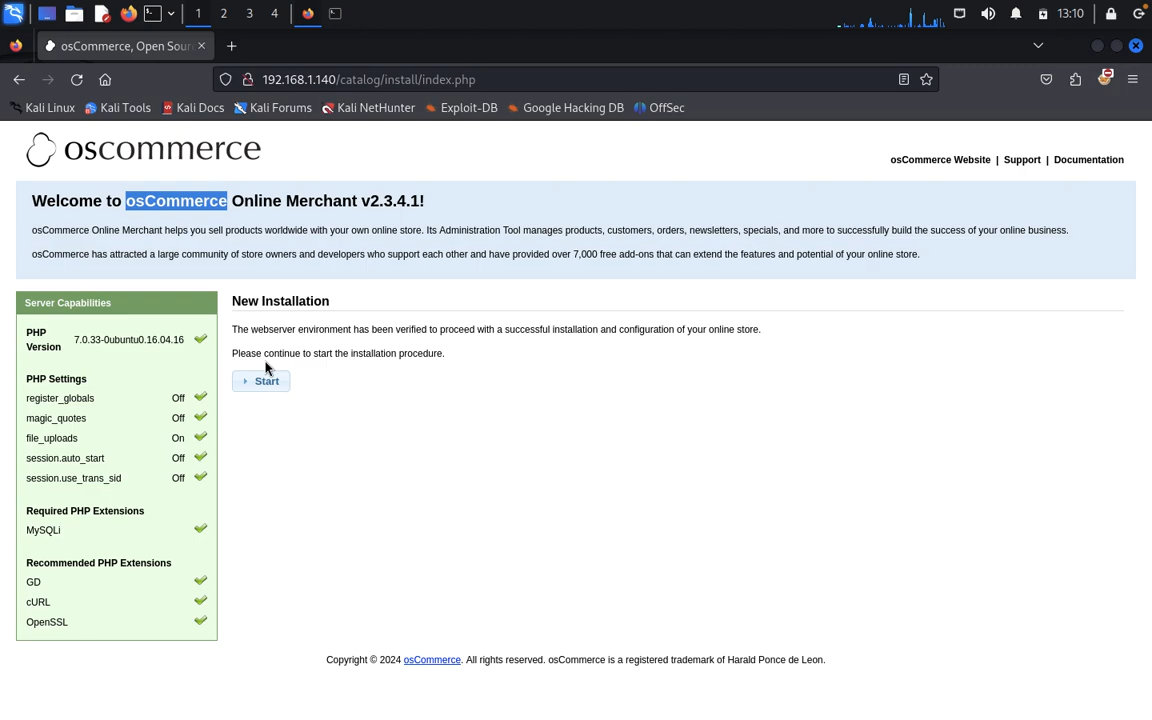 1 2 3 4 13:10
osCommerce, Open Sour
192.168.1.140/catalog/install/index.php
Kali Linux Kali Tools Kali Docs Kali Forums Kali NetHunter Exploit-DB Google Hacking DB OffSec
oscommerce
osCommerce Website | Support | Documentation
Welcome to osCommerce Online Merchant v2.3.4.1!
osCommerce Online Merchant helps you sell products worldwide with your own online store. Its Administration Tool manages products, customers, orders, newsletters, specials, and more to successfully build the success of your online business.
osCommerce has attracted a large community of store owners and developers who support each other and have provided over 7,000 free add-ons that can extend the features and potential of your online store.
Server Capabilities
PHP Version 7.0.33-0ubuntu0.16.04.16
PHP Settings
register_globals Off
magic_quotes Off
file_uploads On
session.auto_start Off
session.use_trans_sid Off
Required PHP Extensions
MySQLi
Recommended PHP Extensions
GD
cURL
OpenSSL
New Installation
The webserver environment has been verified to proceed with a successful installation and configuration of your online store.
Please continue to start the installation procedure.
Start
Copyright © 2024 osCommerce. All rights reserved. osCommerce is a registered trademark of Harald Ponce de Leon.